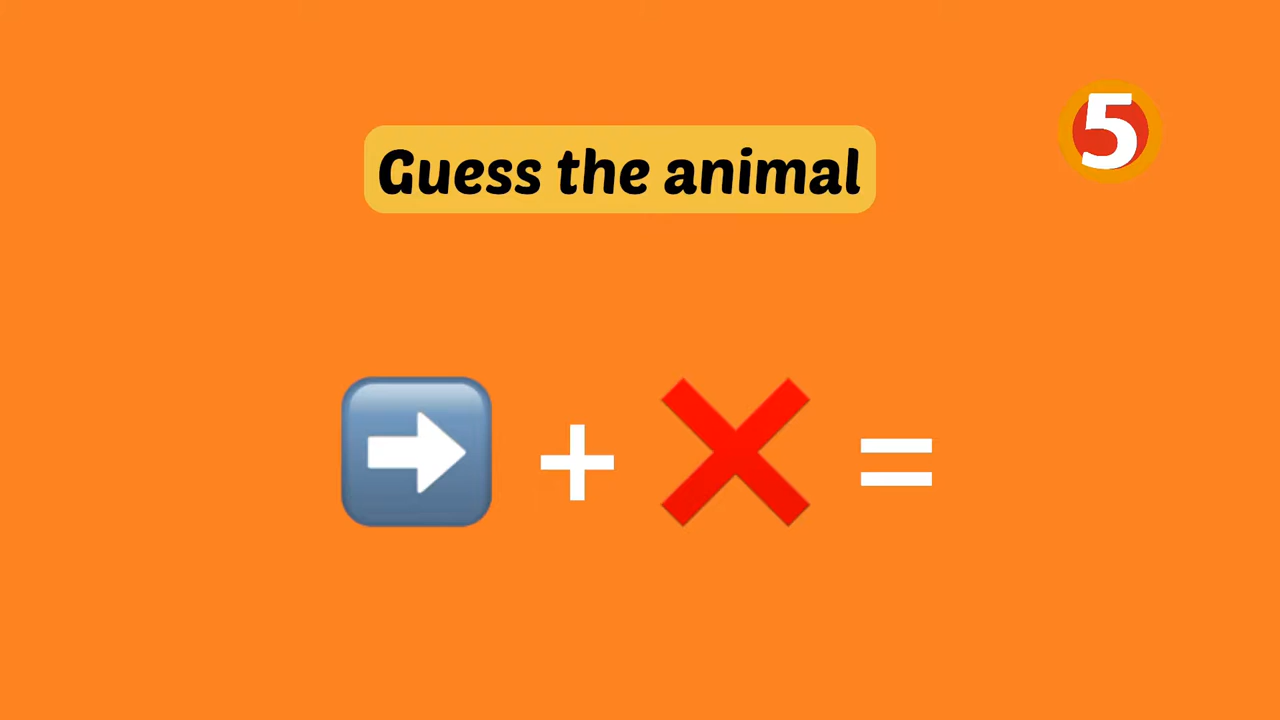 5
Guess the animal
+ =